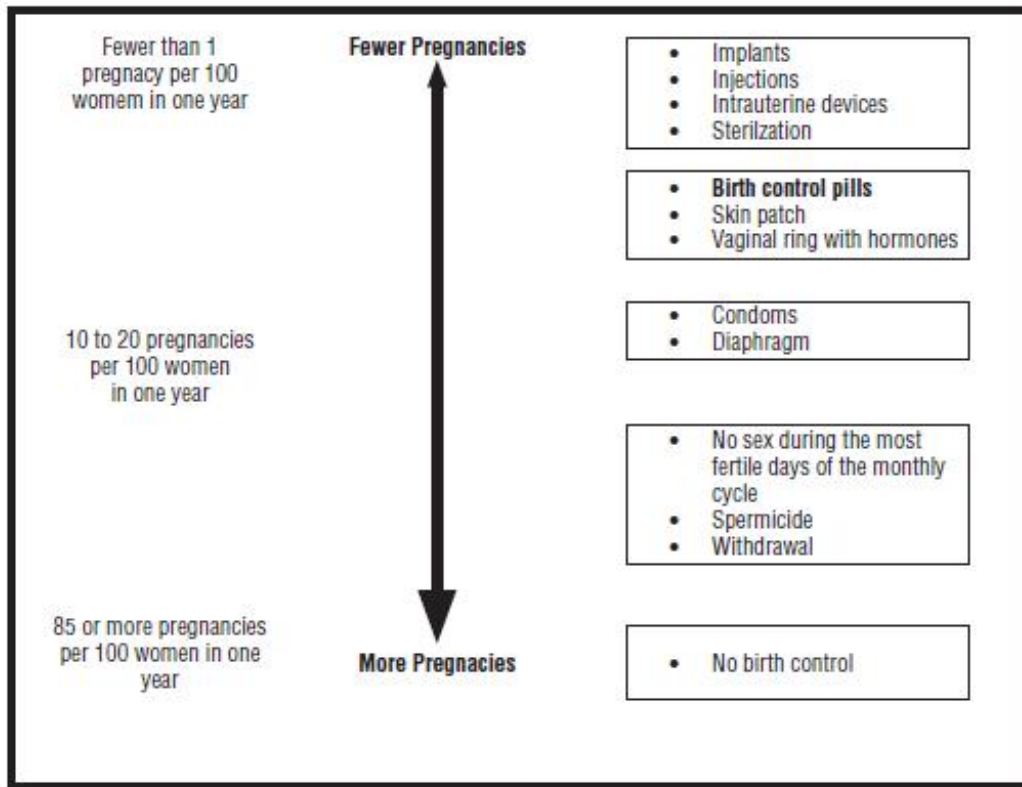 Fewer than 1
pregnacy per 100
womem in one year
Fewer Pregnancies
• Implants
• Injections
• Intrauterine devices
• Sterilzation
• Birth control pills
• Skin patch
• Vaginal ring with hormones
10 to 20 pregnancies
per 100 women
in one year
• Condoms
• Diaphragm
• No sex during the most
fertile days of the monthly
cycle
• Spermicide
• Withdrawal
85 or more pregnancies
per 100 women in one
year
More Pregnacies
• No birth control